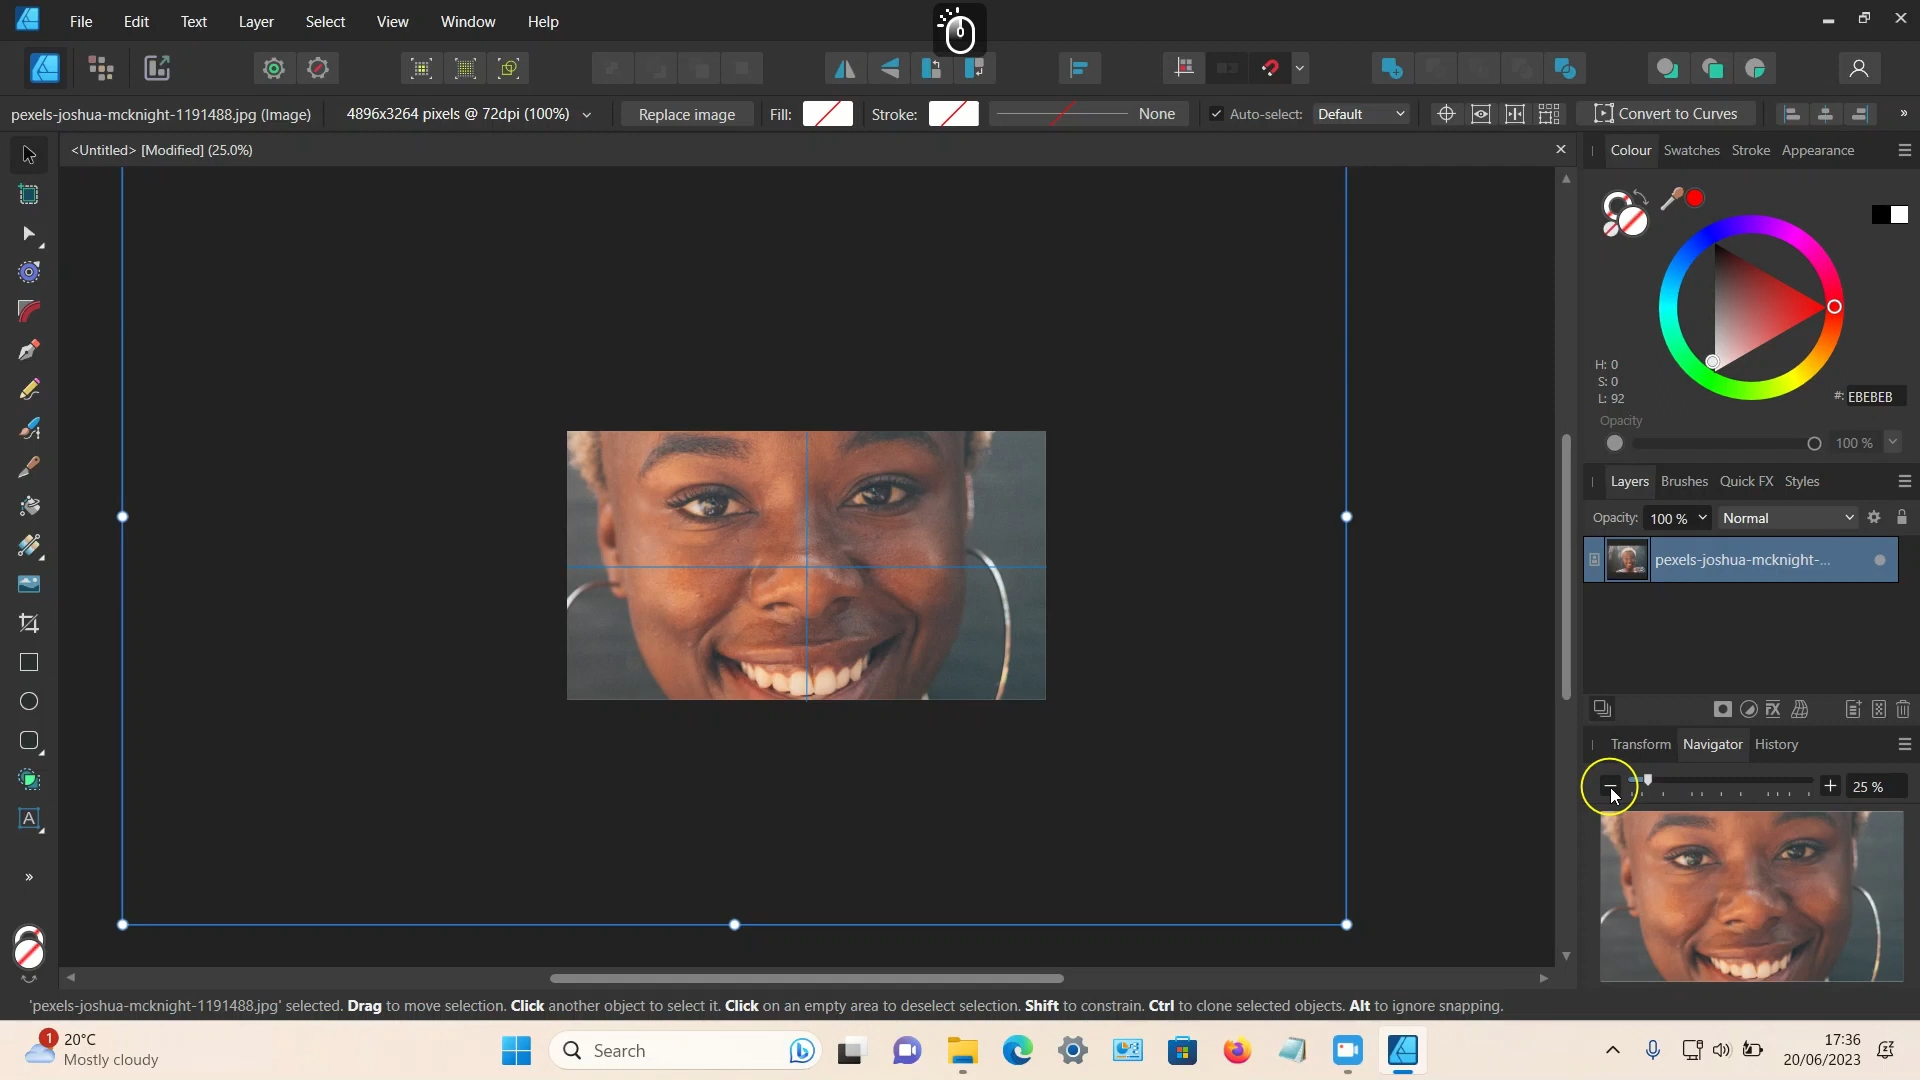 File Edit Text Layer Select View Window Help
pexels-joshua-mcknight-1191488.jpg (Image) 4896x3264 pixels @ 72dpi (100%) Replace image Fill: Stroke: None Auto-select: Default Convert to Curves »
<Untitled> [Modified] (25.0%)
Colour Swatches Stroke Appearance
H: 0
S: 0
L: 92
#: EBEBEB
Opacity
100 %
Layers Brushes Quick FX Styles
Opacity: 100 % Normal
pexels-joshua-mcknight-...
FX
Transform Navigator History
25 %
A
»
'pexels-joshua-mcknight-1191488.jpg' selected. Drag to move selection. Click another object to select it. Click on an empty area to deselect selection. Shift to constrain. Ctrl to clone selected objects. Alt to ignore snapping.
1
20°C
Mostly cloudy
Search
17:36
20/06/2023